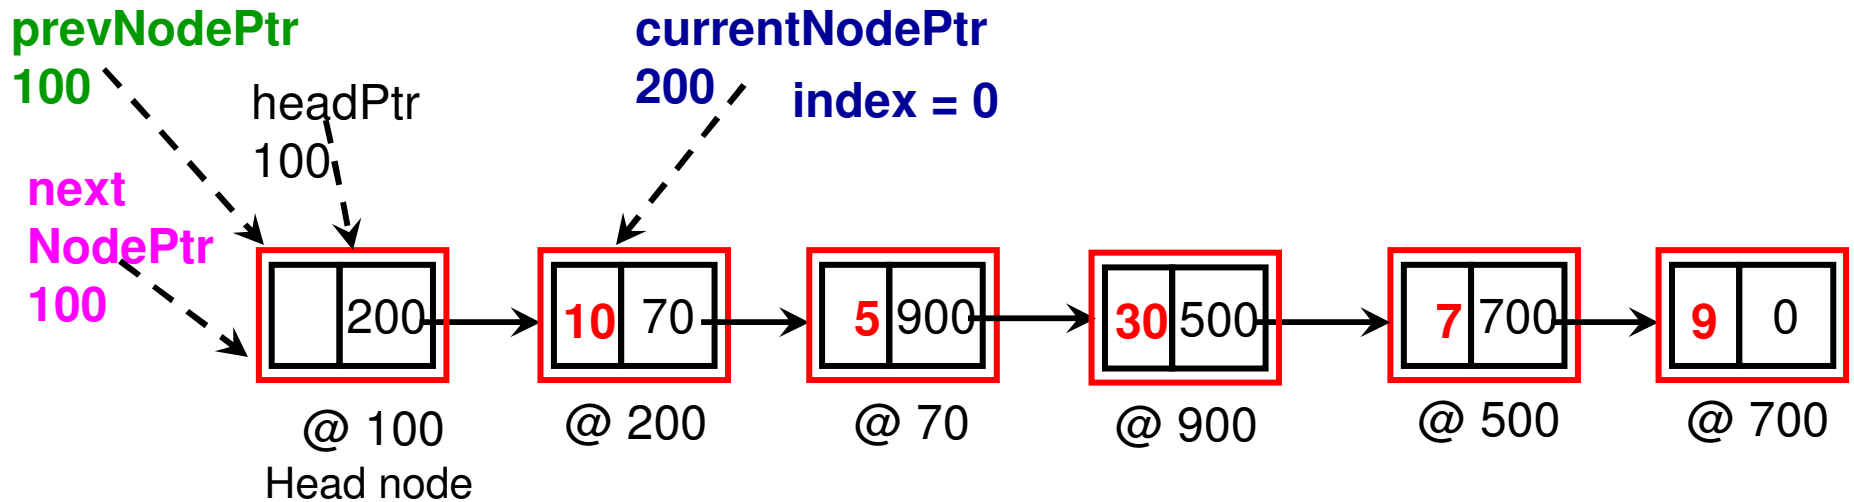 prevNodePtr
100
headPtr
100
currentNodePtr
200
index = 0
next
NodePtr
100
200
10 70
5 900
30 500
7 700
9 0
@ 100
Head node
@ 200
@ 70
@ 900
@ 500
@ 700